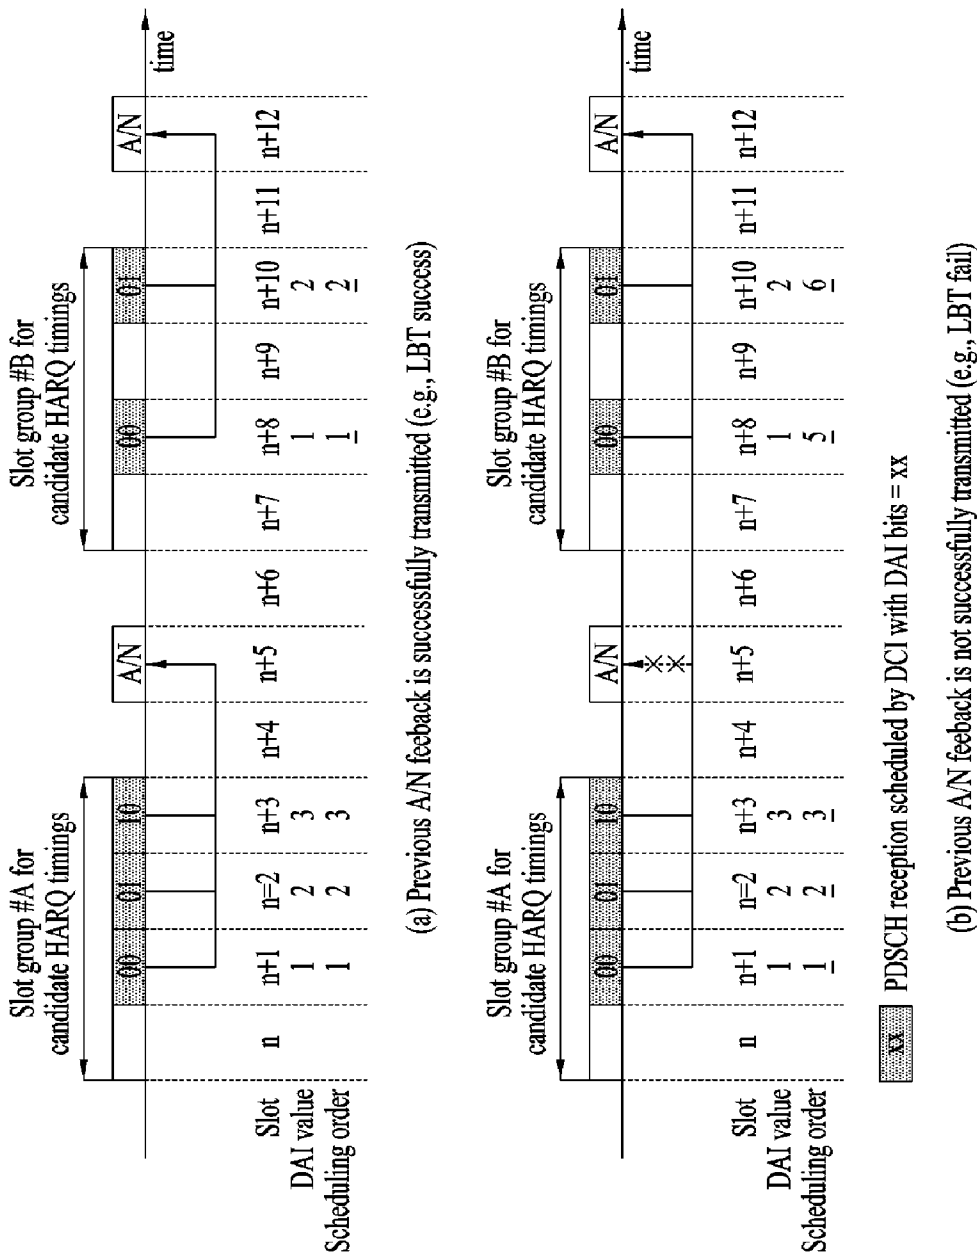 Slot group #A for candidate HARQ timings
Slot group #B for candidate HARQ timings
00 01 10 A/N 00 01 A/N
time
Slot n n+1 n=2 n+3 n+4 n+5 n+6 n+7 n+8 n+9 n+10 n+11 n+12
DAI value 1 2 3 1 2
Scheduling order 1 2 3 1 2
(a) Previous A/N feeback is successfully transmitted (e.g., LBT success)
Slot group #A for candidate HARQ timings
Slot group #B for candidate HARQ timings
00 01 10 A/N 00 01 A/N
time
Slot n n+1 n=2 n+3 n+4 n+5 n+6 n+7 n+8 n+9 n+10 n+11 n+12
DAI value 1 2 3 1 2
Scheduling order 1 2 3 5 6
xx PDSCH reception scheduled by DCI with DAI bits = xx
(b) Previous A/N feeback is not successfully transmitted (e.g., LBT fail)